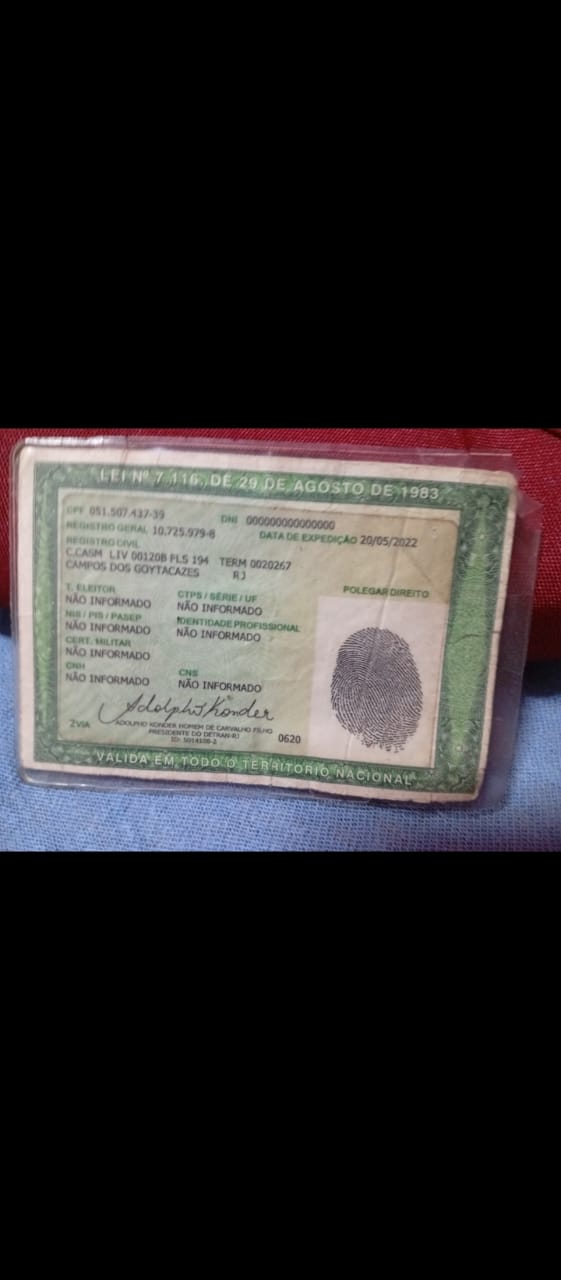 LEI Nº 7.116, DE 29 DE AGOSTO DE 1983
CPF 051.507.437-39
DNI 000000000000000
REGISTRO GERAL 10.725.979-8
DATA DE EXPEDIÇÃO 20/05/2022
REGISTRO CIVIL
C.CASM LIV 00120B FLS 194 TERM 0020267
CAMPOS DOS GOYTACAZES RJ
T. ELEITOR
NÃO INFORMADO
CTPS / SÉRIE / UF
NÃO INFORMADO
POLEGAR DIREITO
NIS / PIS / PASEP
NÃO INFORMADO
IDENTIDADE PROFISSIONAL
NÃO INFORMADO
CERT. MILITAR
NÃO INFORMADO
CNH
NÃO INFORMADO
CNS
NÃO INFORMADO
Adolpho Konder
2VIA
ADOLPHO KONDER HOMEM DE CARVALHO FILHO
PRESIDENTE DO DETRAN-RJ
0620
VÁLIDA EM TODO O TERRITÓRIO NACIONAL